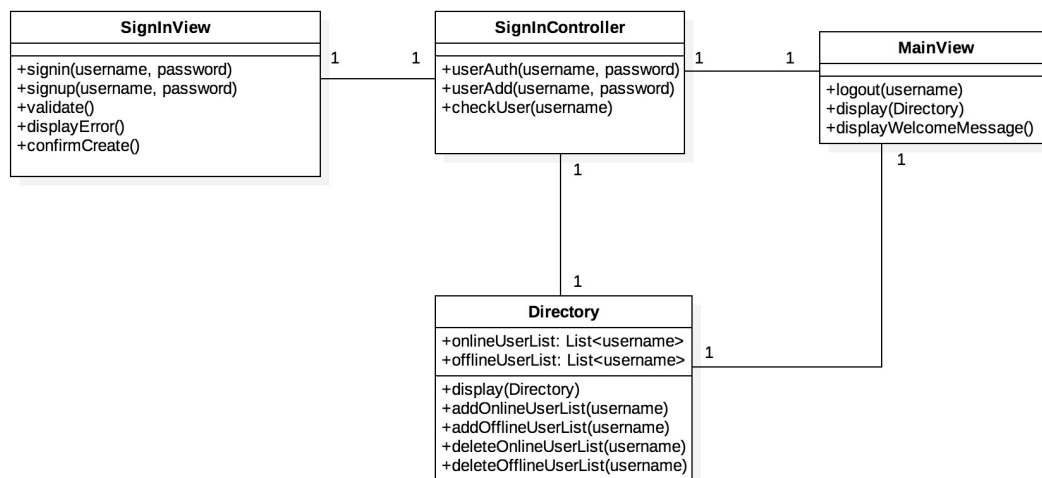 SignInView
+signin(username, password)
+signup(username, password)
+validate()
+displayError()
+confirmCreate()
1
1
SignInController
+userAuth(username, password)
+userAdd(username, password)
+checkUser(username)
1
1
MainView
+logout(username)
+display(Directory)
+displayWelcomeMessage()
1
1
1
Directory
+onlineUserList: List<username>
+offlineUserList: List<username>
+display(Directory)
+addOnlineUserList(username)
+addOfflineUserList(username)
+deleteOnlineUserList(username)
+deleteOfflineUserList(username)
1